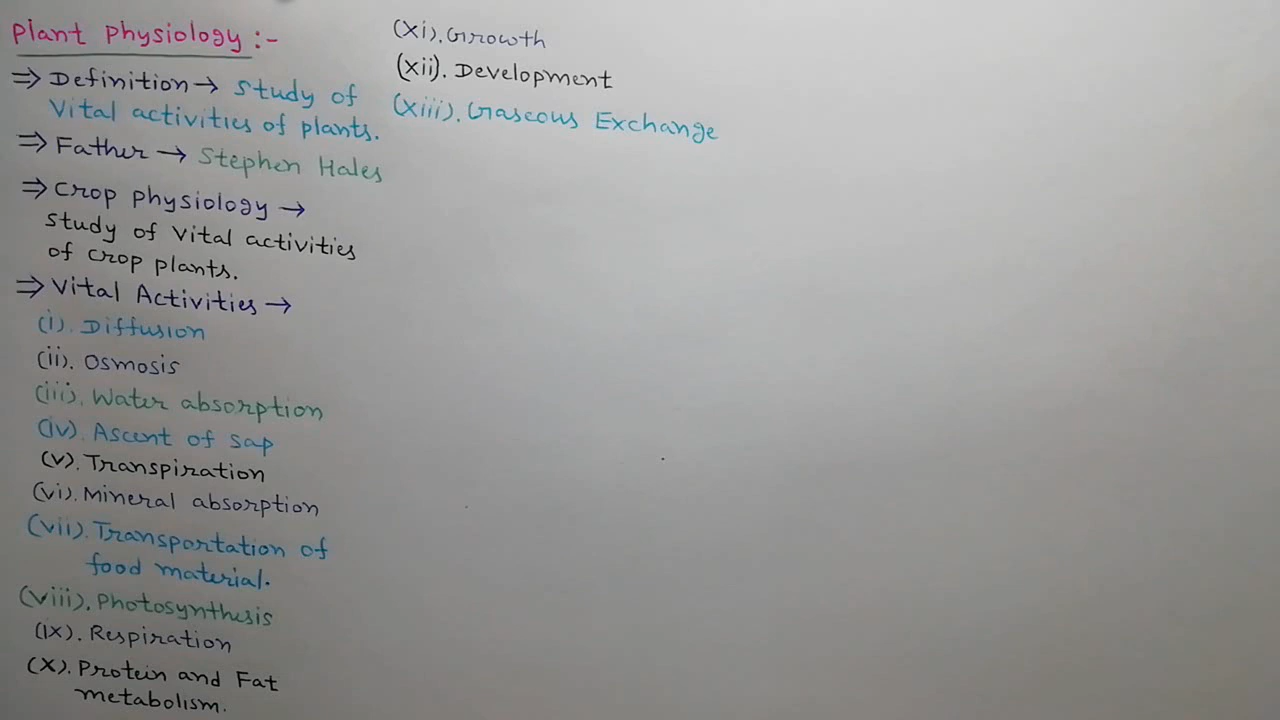 Plant Physiology :-
⇒ Definition → Study of
Vital activities of plants.
⇒ Father → Stephen Hales
⇒ Crop physiology →
Study of Vital activities
of crop plants.
⇒ Vital Activities →
(i). Diffusion
(ii). Osmosis
(iii). Water absorption
(iv). Ascent of sap
(v). Transpiration
(vi). Mineral absorption
(vii). Transportation of
food material.
(viii). Photosynthesis
(ix). Respiration
(x). Protein and Fat
metabolism.
(xi). Growth
(xii). Development
(xiii). Gaseous Exchange